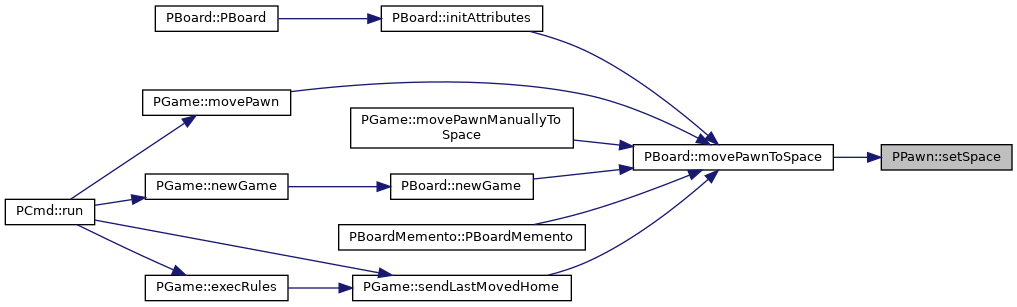 PBoard::PBoard
PBoard::initAttributes
PGame::movePawn
PGame::movePawnManuallyTo
Space
PBoard::movePawnToSpace
PPawn::setSpace
PGame::newGame
PBoard::newGame
PCmd::run
PBoardMemento::PBoardMemento
PGame::execRules
PGame::sendLastMovedHome